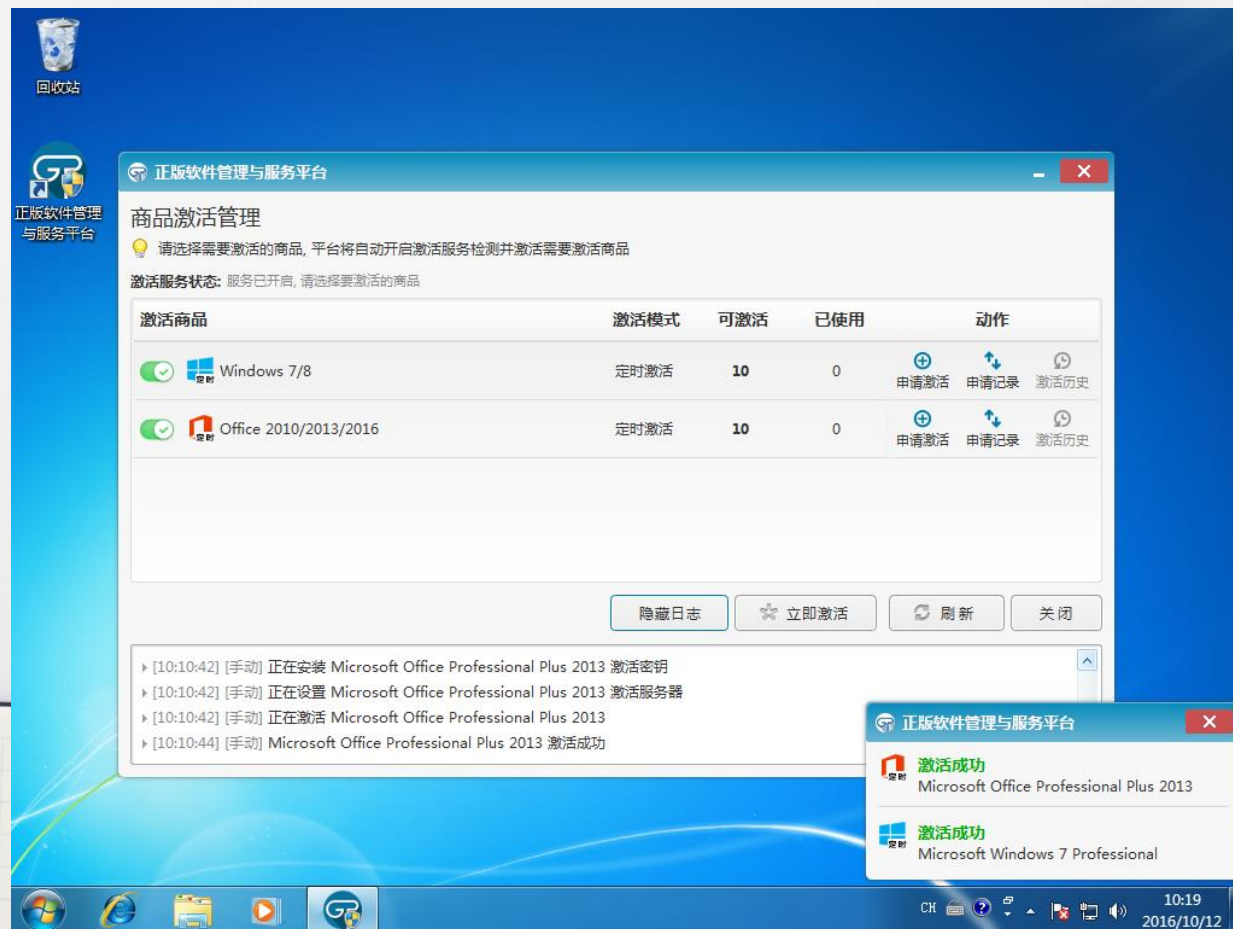 回收站
正版软件管理
与服务平台
正版软件管理与服务平台
商品激活管理
请选择需要激活的商品, 平台将自动开启激活服务检测并激活需要激活商品
激活服务状态: 服务已开启, 请选择要激活的商品
激活商品 激活模式 可激活 已使用 动作
定时 Windows 7/8 定时激活 10 0 申请激活 申请记录 激活历史
定时 Office 2010/2013/2016 定时激活 10 0 申请激活 申请记录 激活历史
隐藏日志 立即激活 刷新 关闭
[10:10:42] [手动] 正在安装 Microsoft Office Professional Plus 2013 激活密钥
[10:10:42] [手动] 正在设置 Microsoft Office Professional Plus 2013 激活服务器
[10:10:42] [手动] 正在激活 Microsoft Office Professional Plus 2013
[10:10:44] [手动] Microsoft Office Professional Plus 2013 激活成功
正版软件管理与服务平台
激活成功
定时 Microsoft Office Professional Plus 2013
激活成功
定时 Microsoft Windows 7 Professional
CH 10:19
2016/10/12